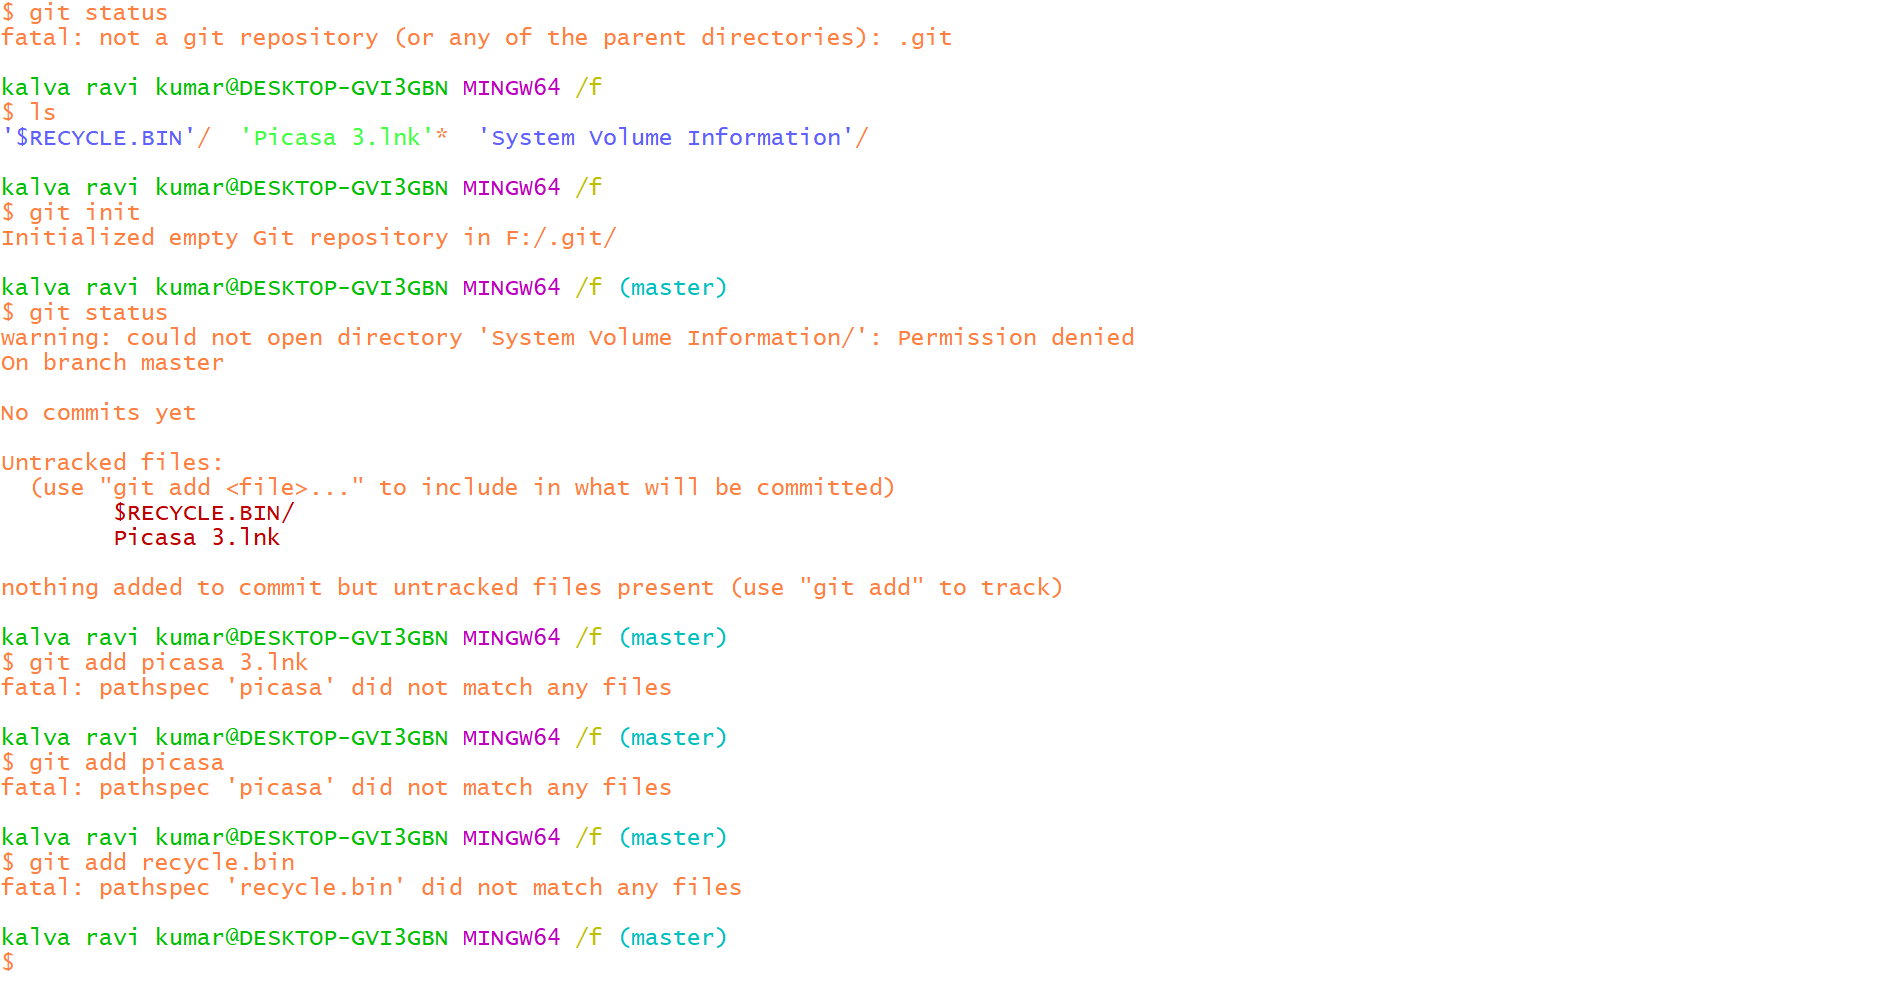 $ git status
fatal: not a git repository (or any of the parent directories): .git
kalva ravi kumar@DESKTOP-GVI3GBN MINGW64 /f
$ ls
'$RECYCLE.BIN'/  'Picasa 3.lnk'*  'System Volume Information'/
kalva ravi kumar@DESKTOP-GVI3GBN MINGW64 /f
$ git init
Initialized empty Git repository in F:/.git/
kalva ravi kumar@DESKTOP-GVI3GBN MINGW64 /f (master)
$ git status
warning: could not open directory 'System Volume Information/': Permission denied
On branch master
No commits yet
Untracked files:
  (use "git add <file>..." to include in what will be committed)
        $RECYCLE.BIN/
        Picasa 3.lnk
nothing added to commit but untracked files present (use "git add" to track)
kalva ravi kumar@DESKTOP-GVI3GBN MINGW64 /f (master)
$ git add picasa 3.lnk
fatal: pathspec 'picasa' did not match any files
kalva ravi kumar@DESKTOP-GVI3GBN MINGW64 /f (master)
$ git add picasa
fatal: pathspec 'picasa' did not match any files
kalva ravi kumar@DESKTOP-GVI3GBN MINGW64 /f (master)
$ git add recycle.bin
fatal: pathspec 'recycle.bin' did not match any files
kalva ravi kumar@DESKTOP-GVI3GBN MINGW64 /f (master)
$